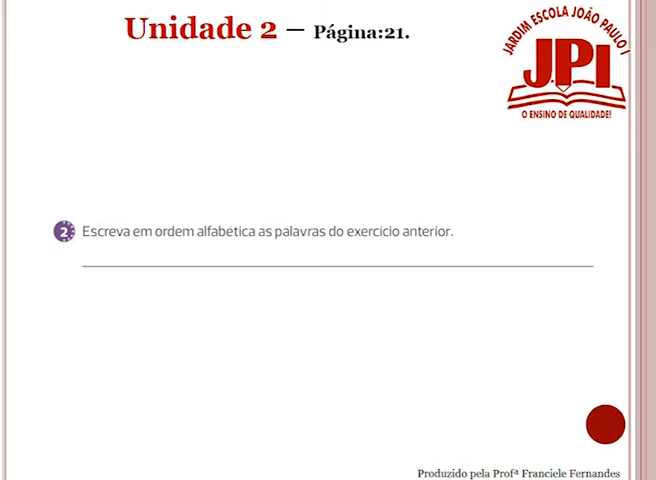 Unidade 2 – Página:21.
JARDIM ESCOLA JOÃO PAULO I
JPI
O ENSINO DE QUALIDADE!
2 Escreva em ordem alfabética as palavras do exercício anterior.
Produzido pela Profª Franciele Fernandes